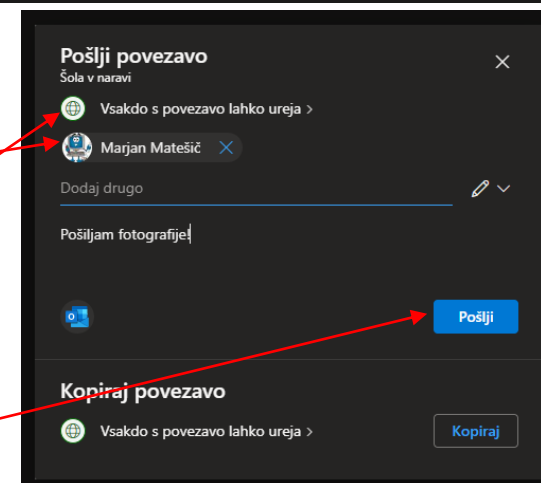 Pošlji povezavo
Šola v naravi
Vsakdo s povezavo lahko ureja >
Marjan Matešič
Dodaj drugo
Pošiljam fotografije!
Pošlji
Kopiraj povezavo
Vsakdo s povezavo lahko ureja >
Kopiraj